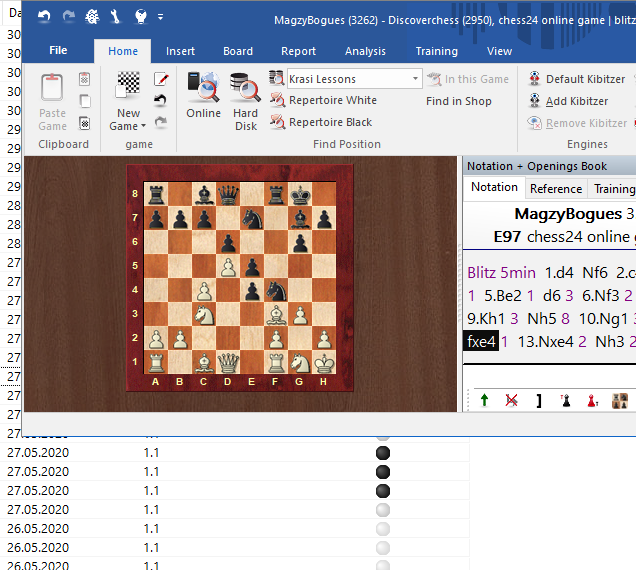 Da
MagzyBogues (3262) - Discoverchess (2950), chess24 online game | blitz
File Home Insert Board Report Analysis Training View
Paste Game
New Game
Online
Hard Disk
Krasi Lessons
Repertoire White
Repertoire Black
In this Game
Find in Shop
Default Kibitzer
Add Kibitzer
Remove Kibitzer
Clipboard game Find Position Engines
30
30
30
30
30
29
29
29
29
28
28
28
27
27
27
27
27
27
27
27
27
Notation + Openings Book
Notation Reference Training
MagzyBogues 3
E97 chess24 online g
Blitz 5min 1.d4 Nf6 2.c
1 5.Be2 1 d6 3 6.Nf3 2
9.Kh1 3 Nh5 8 10.Ng1
fxe4 1 13.Nxe4 2 Nh3 2
]
8
7
6
5
4
3
2
1
A B C D E F G H
27.05.2020 1.1
27.05.2020 1.1
27.05.2020 1.1
27.05.2020 1.1
26.05.2020 1.1
26.05.2020 1.1
26.05.2020 1.1